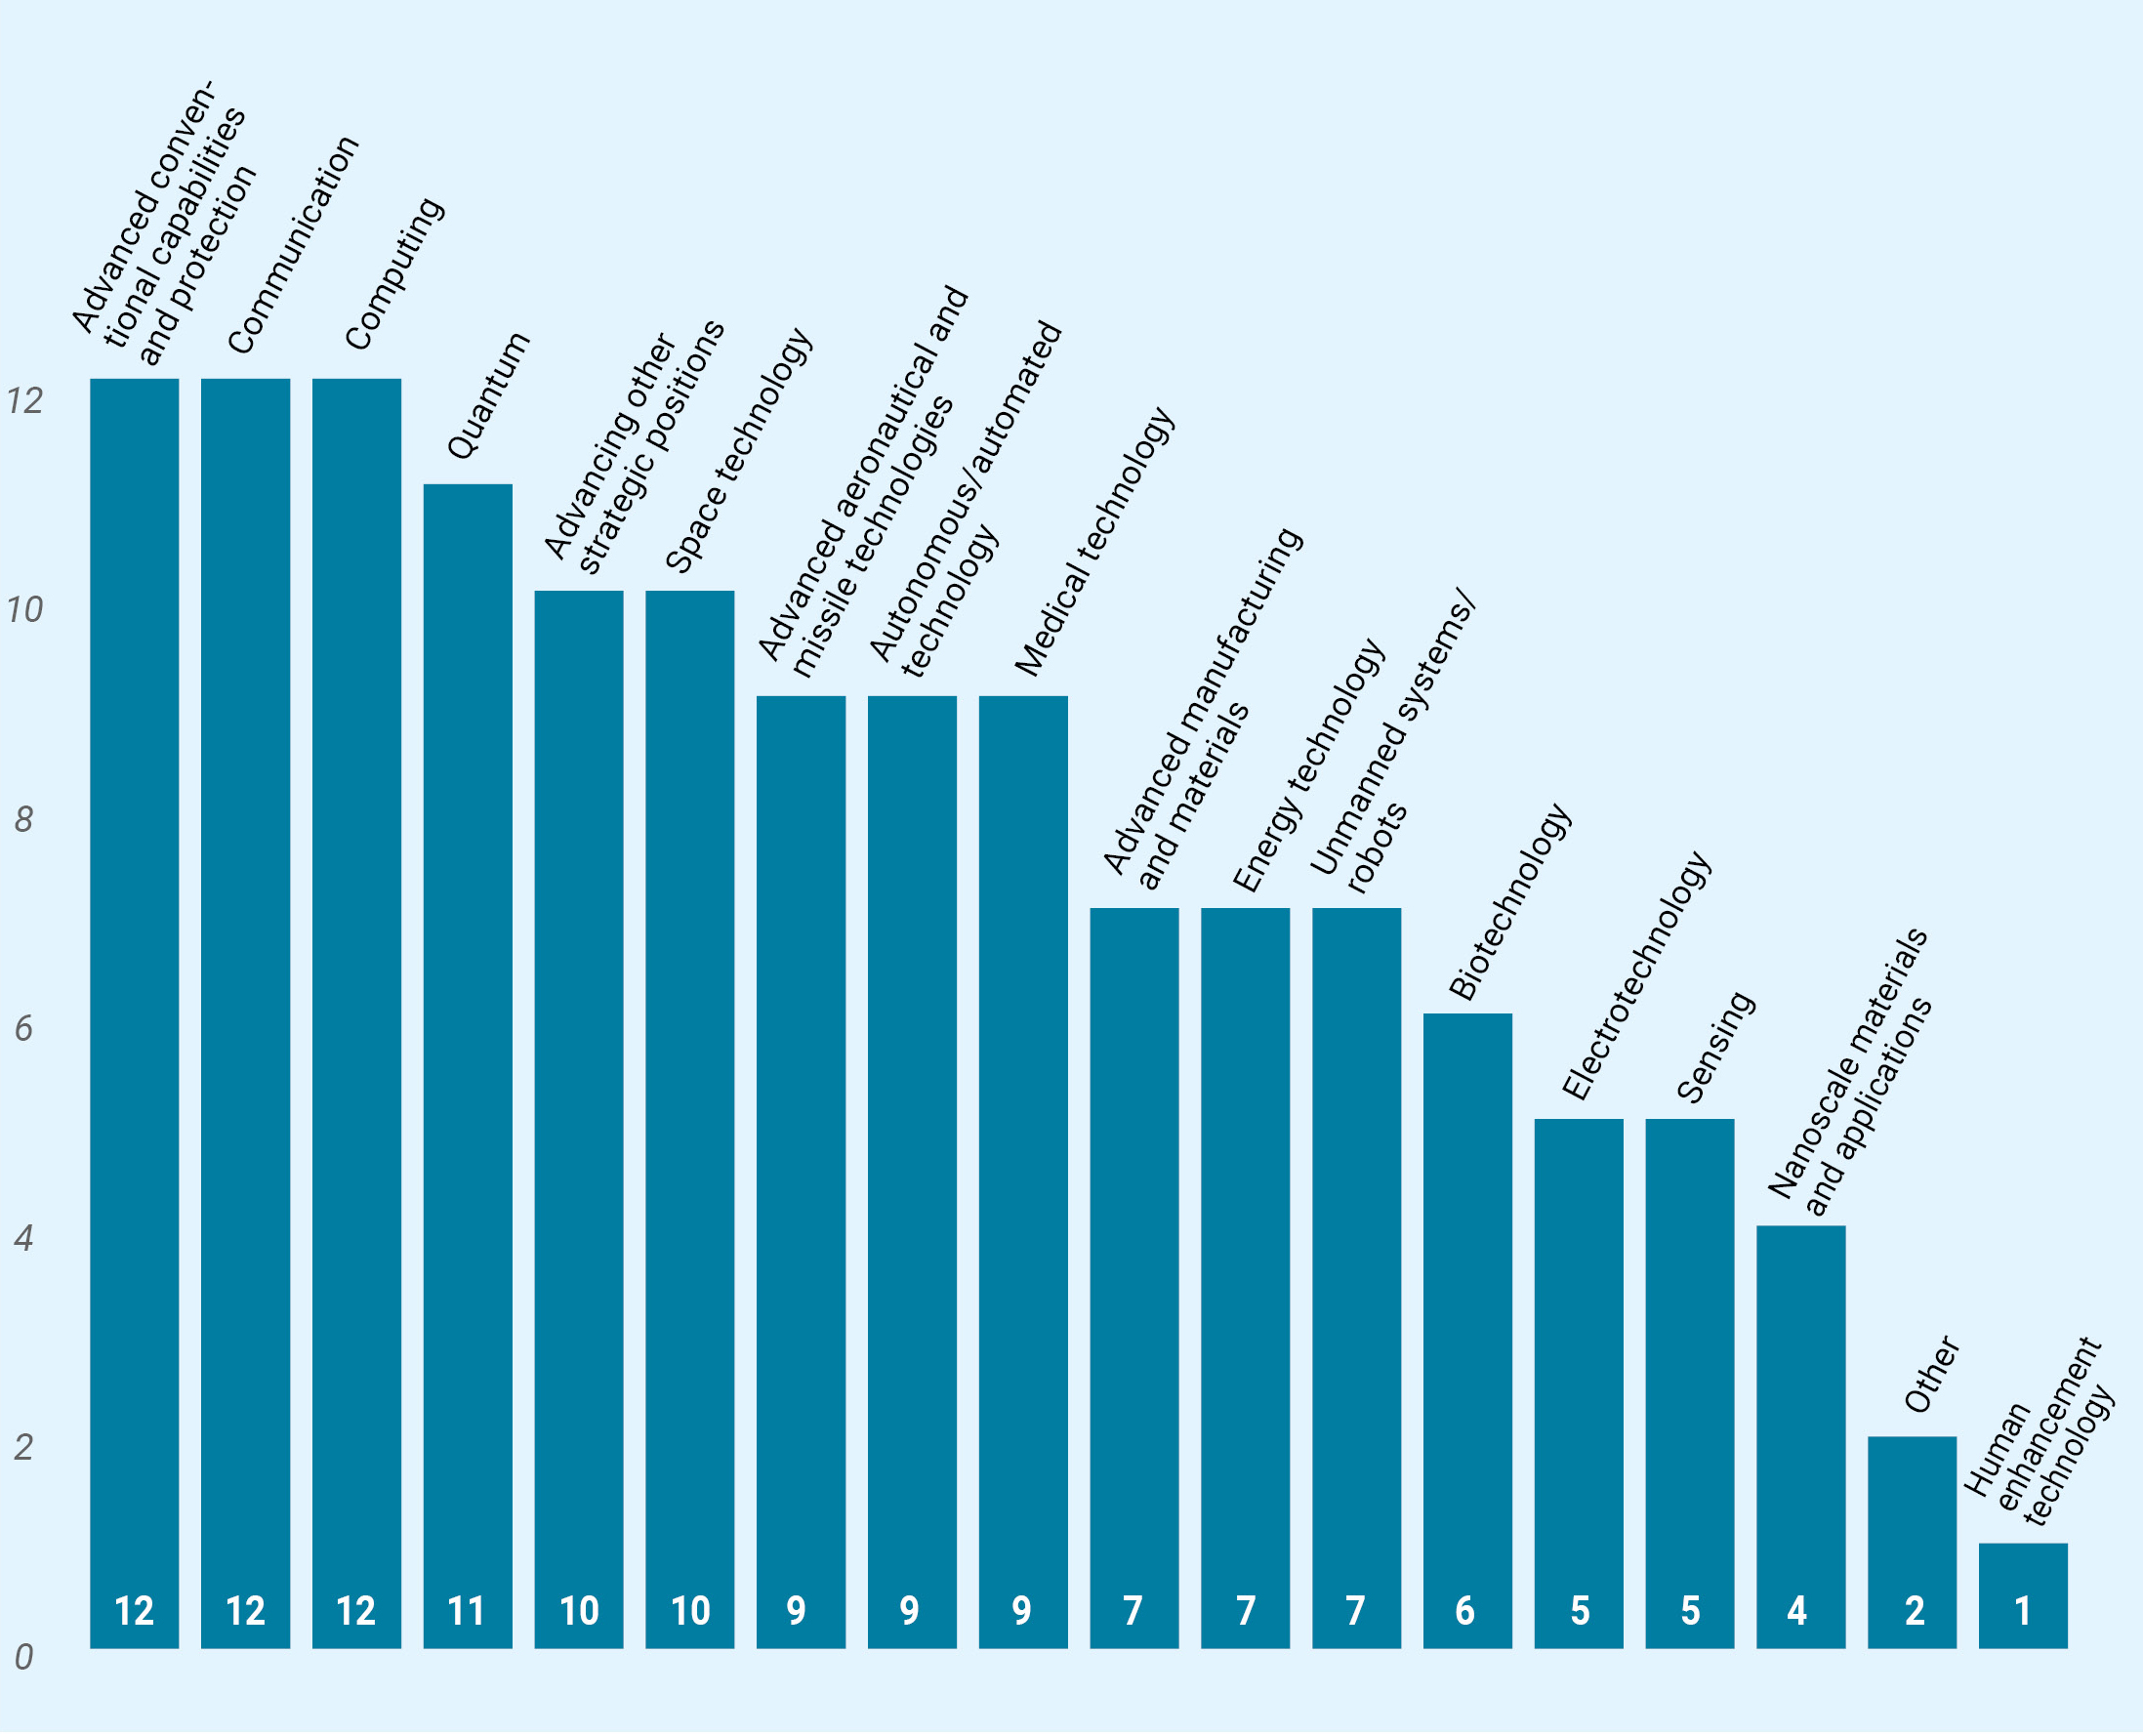 Advanced conven-
tional capabilities
and protection
Communication
Computing
Quantum
Advancing other
strategic positions
Space technology
Advanced aeronautical and
missile technologies
Autonomous/automated
technology
Medical technology
Advanced manufacturing
and materials
Energy technology
Unmanned systems/
robots
Biotechnology
Electrotechnology
Sensing
Nanoscale materials
and applications
Other
Human
enhancement
technology
12
10
8
6
4
2
0
12
12
12
11
10
10
9
9
9
7
7
7
6
5
5
4
2
1